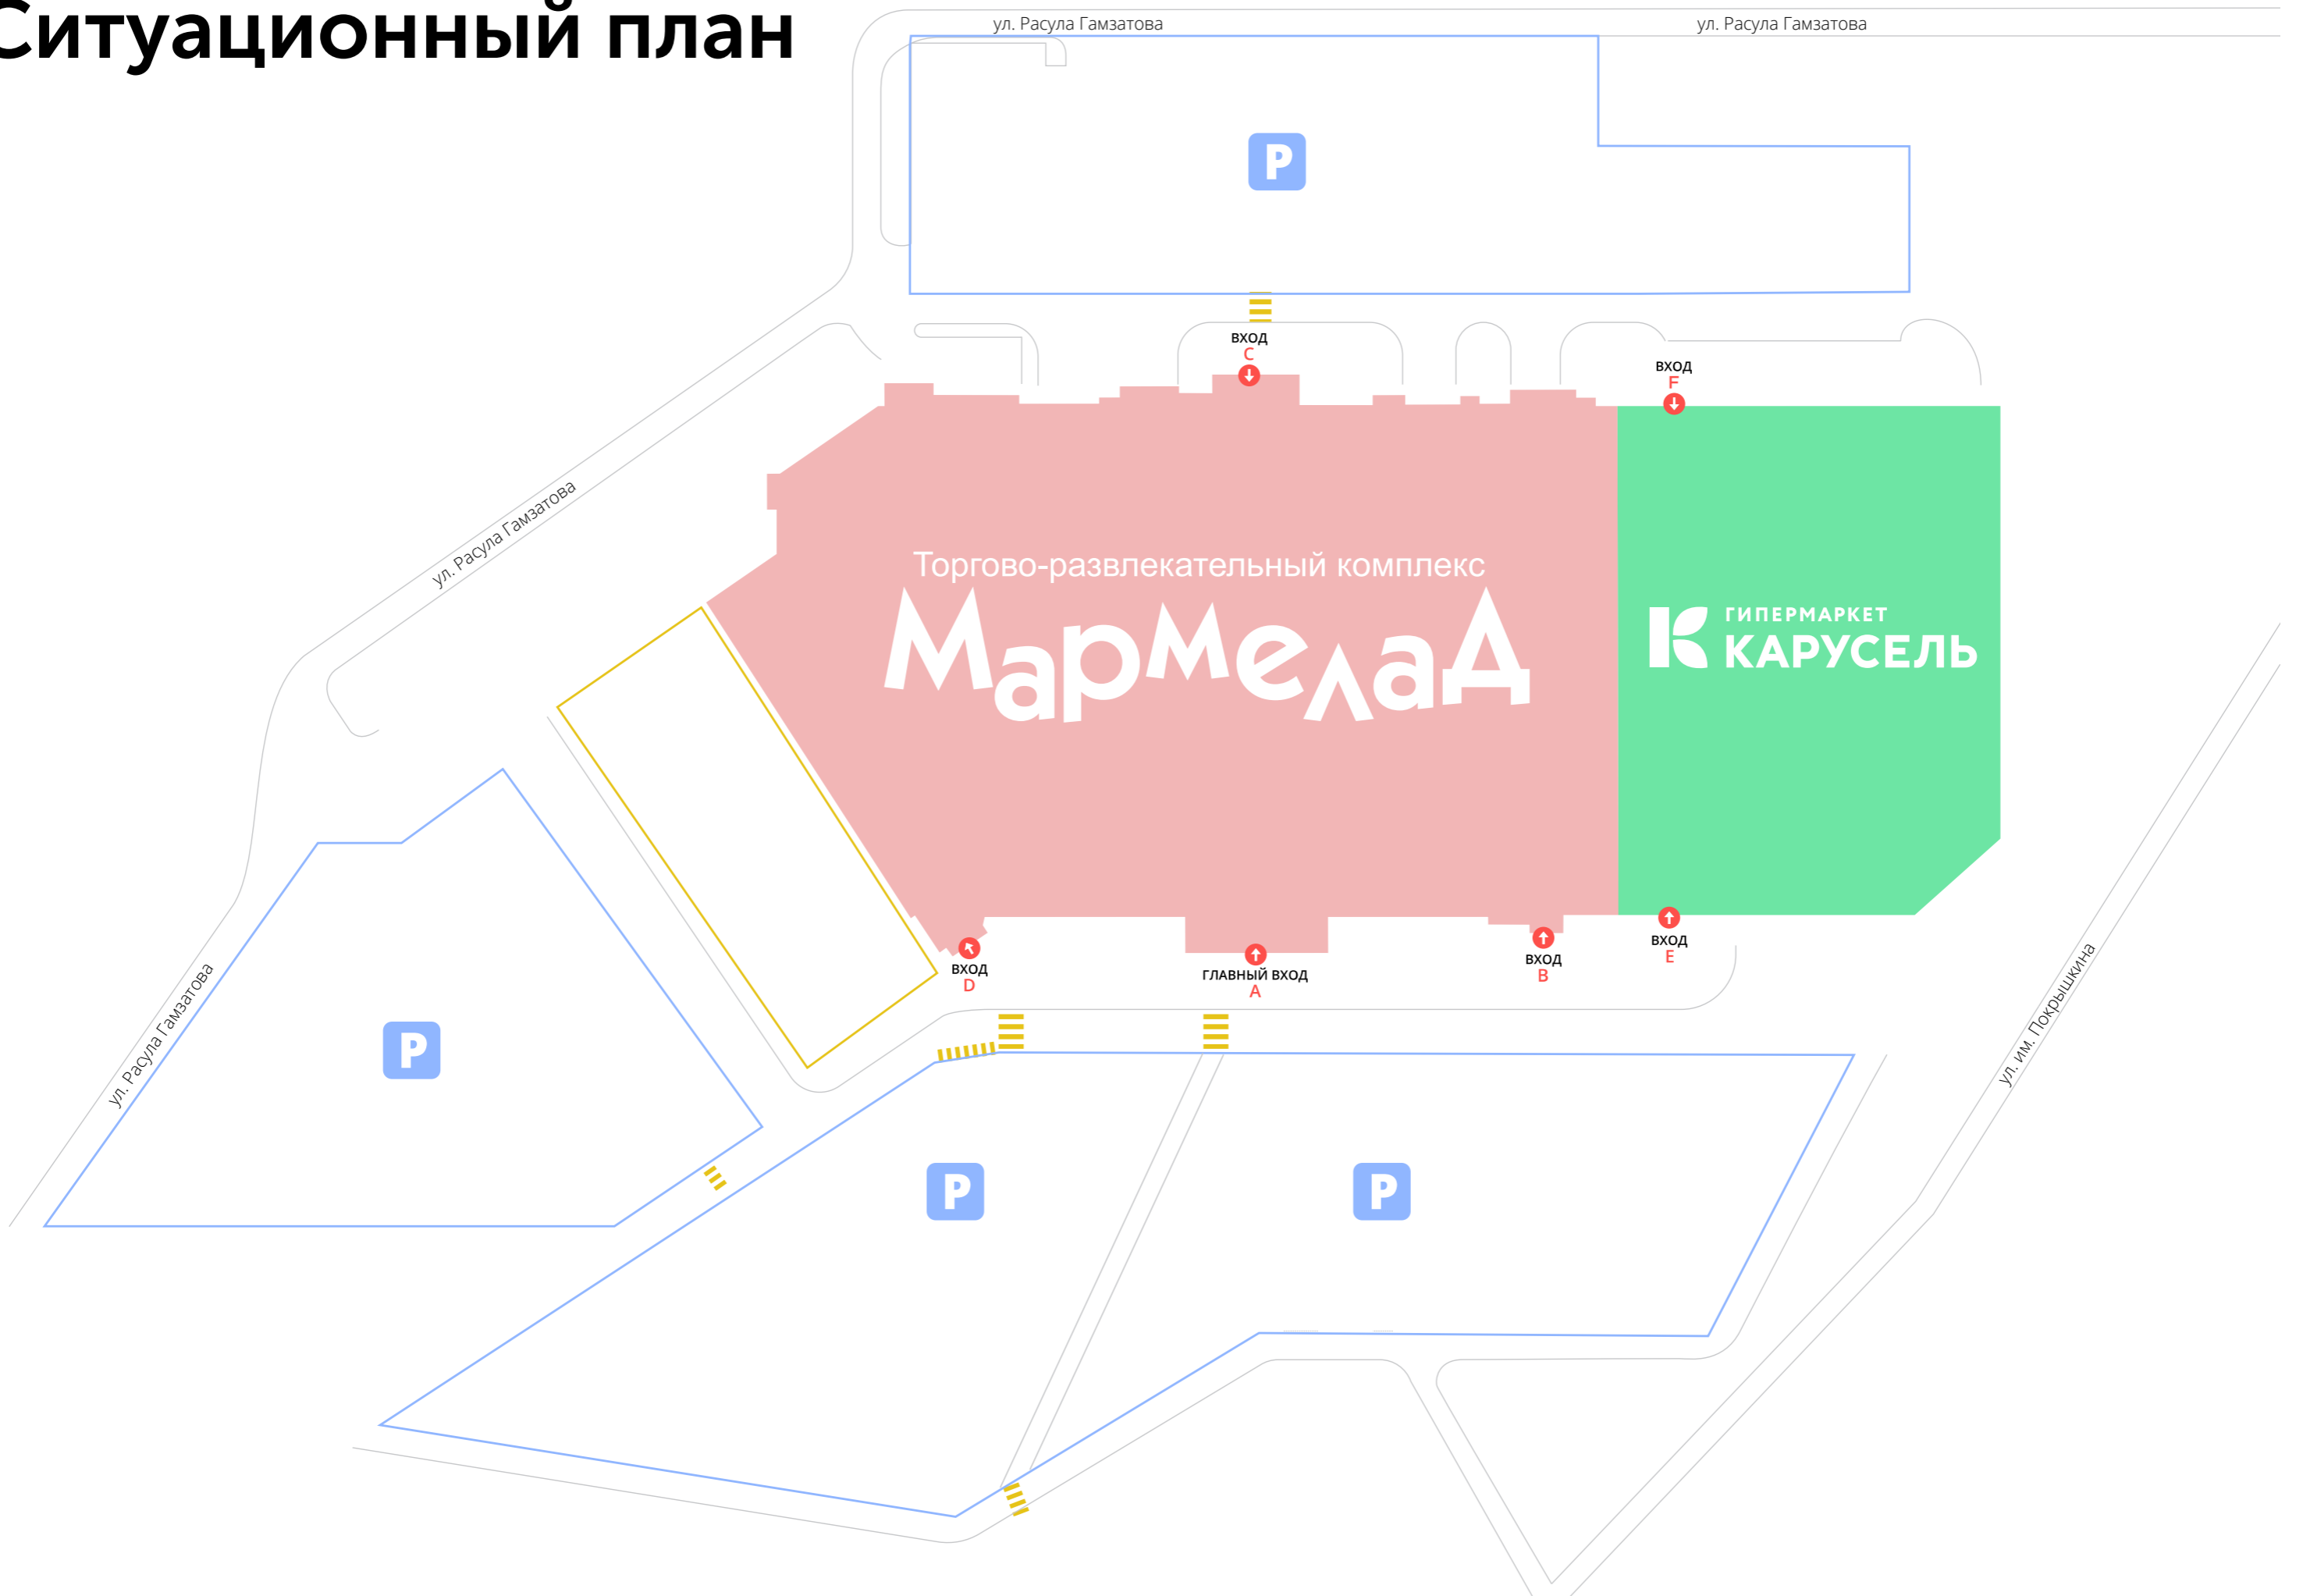 Ситуационный план
ул. Расула Гамзатова
ул. Расула Гамзатова
P
ВХОД
C
ВХОД
F
ул. Расула Гамзатова
Торгово-развлекательный комплекс
МармелаД
ГИПЕРМАРКЕТ
КАРУСЕЛЬ
ВХОД
D
ГЛАВНЫЙ ВХОД
A
ВХОД
B
ВХОД
E
ул. Расула Гамзатова
ул. им. Покрышкина
P
P
P